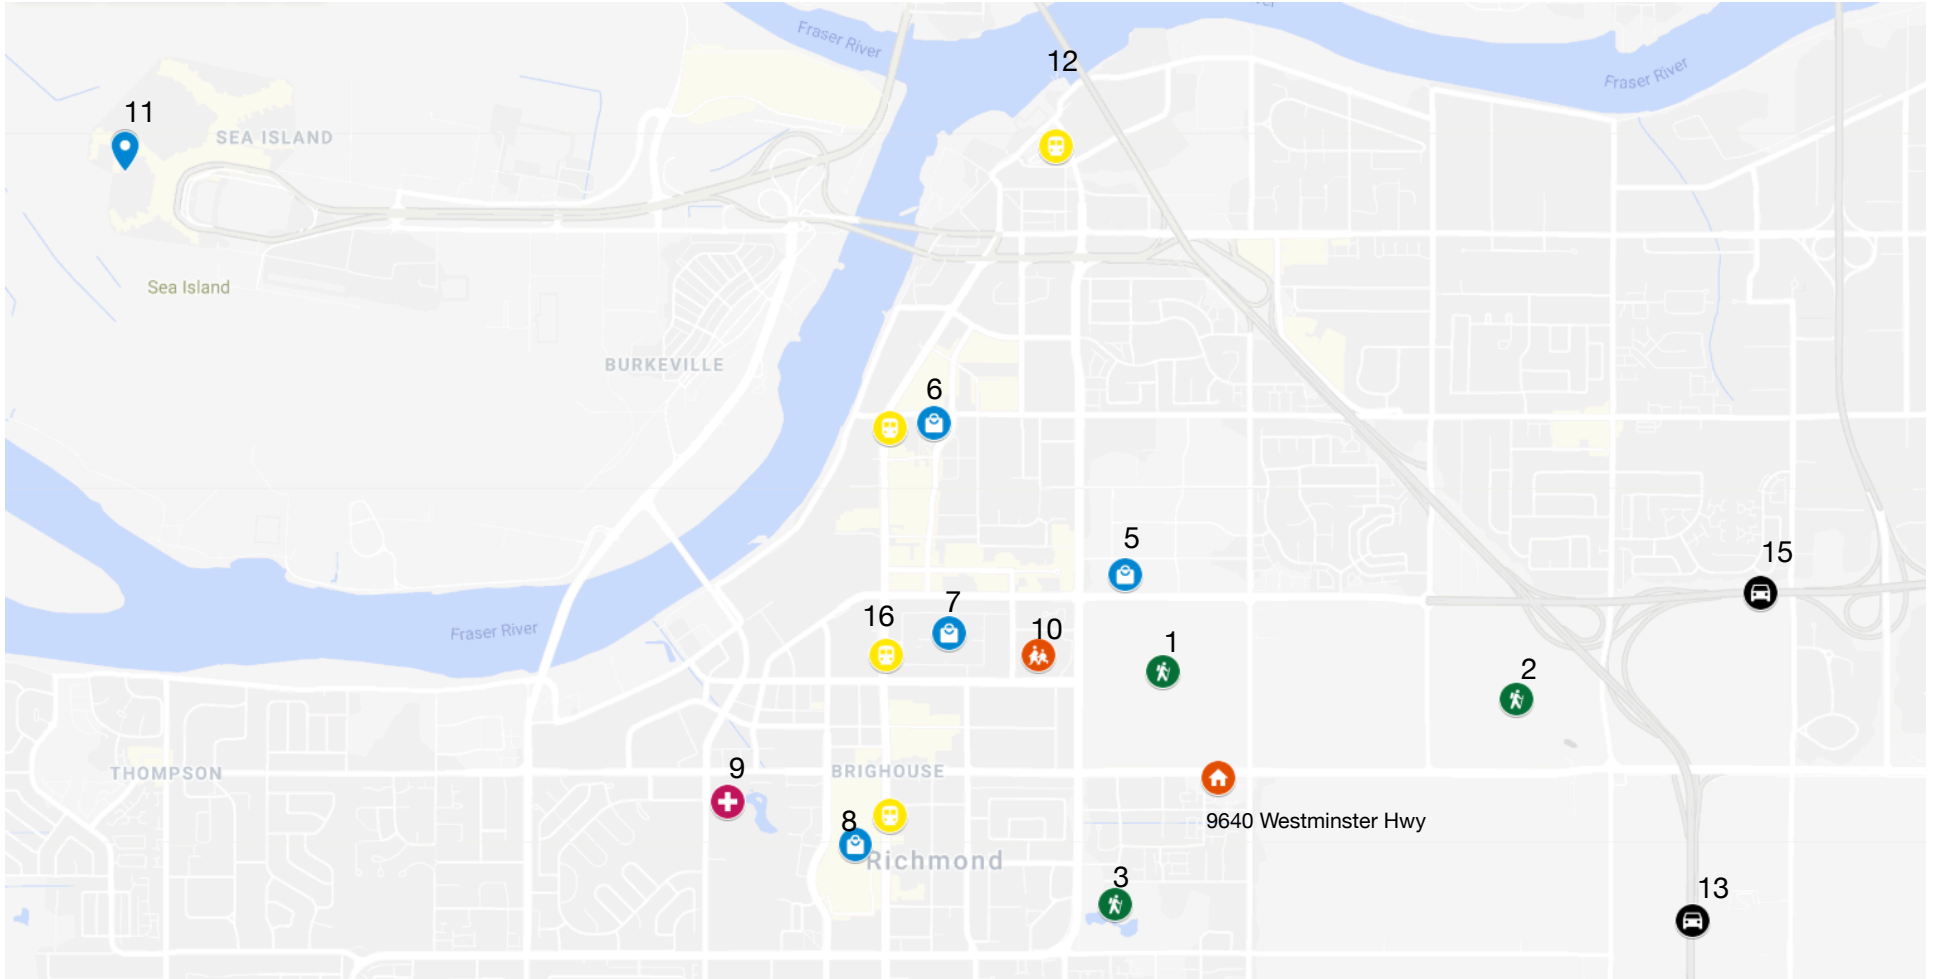 Fraser River
er
12
Fraser River
11
SEA ISLAND
Sea Island
BURKEVILLE
6
5
15
7
16
10
Fraser River
1
2
9
THOMPSON
BRIGHOUSE
8
9640 Westminster Hwy
Richmond
3
13